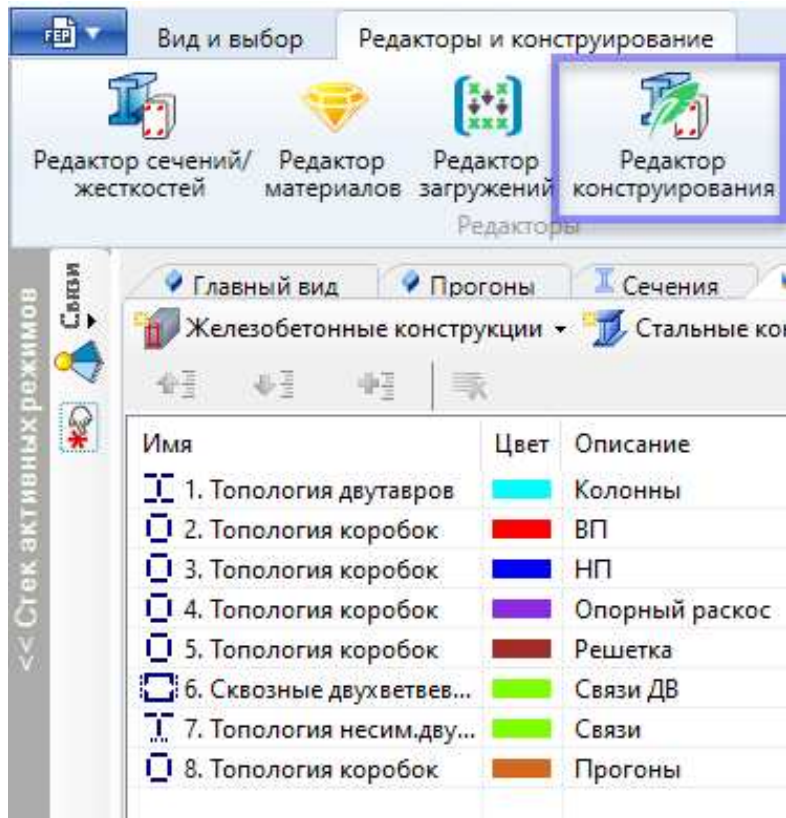 FEP
Вид и выбор
Редакторы и конструирование
Редактор сечений/
жесткостей
Редактор
материалов
Редактор
загружений
Редактор
конструирования
Редакторы
<< Стек активных режимов
Связи
Главный вид
Прогоны
Сечения
Железобетонные конструкции
Стальные ко
Имя Цвет Описание
1. Топология двутавров Колонны
2. Топология коробок ВП
3. Топология коробок НП
4. Топология коробок Опорный раскос
5. Топология коробок Решетка
6. Сквозные двухветвев... Связи ДВ
7. Топология несим.дву... Связи
8. Топология коробок Прогоны